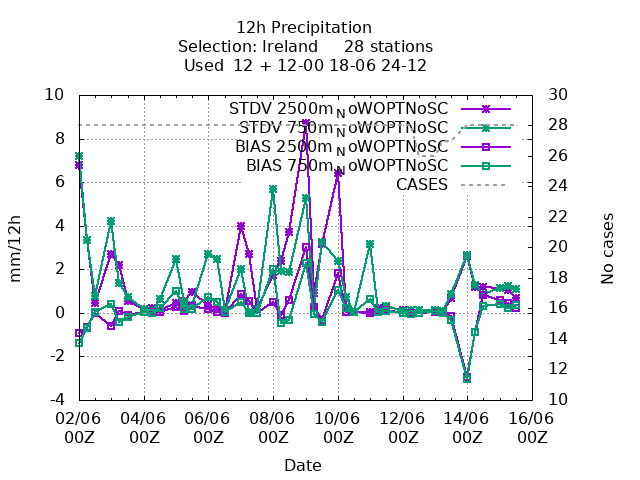 12h Precipitation
Selection: Ireland 28 stations
Used 12 + 12-00 18-06 24-12
STDV 2500m_NoWOPTNoSC
STDV 750m_NoWOPTNoSC
BIAS 2500m_NoWOPTNoSC
BIAS 750m_NoWOPTNoSC
CASES
10
8
6
4
2
0
-2
-4
mm/12h
30
28
26
24
22
20
18
16
14
12
10
No cases
02/06 04/06 06/06 08/06 10/06 12/06 14/06 16/06
00Z 00Z 00Z 00Z 00Z 00Z 00Z 00Z
Date